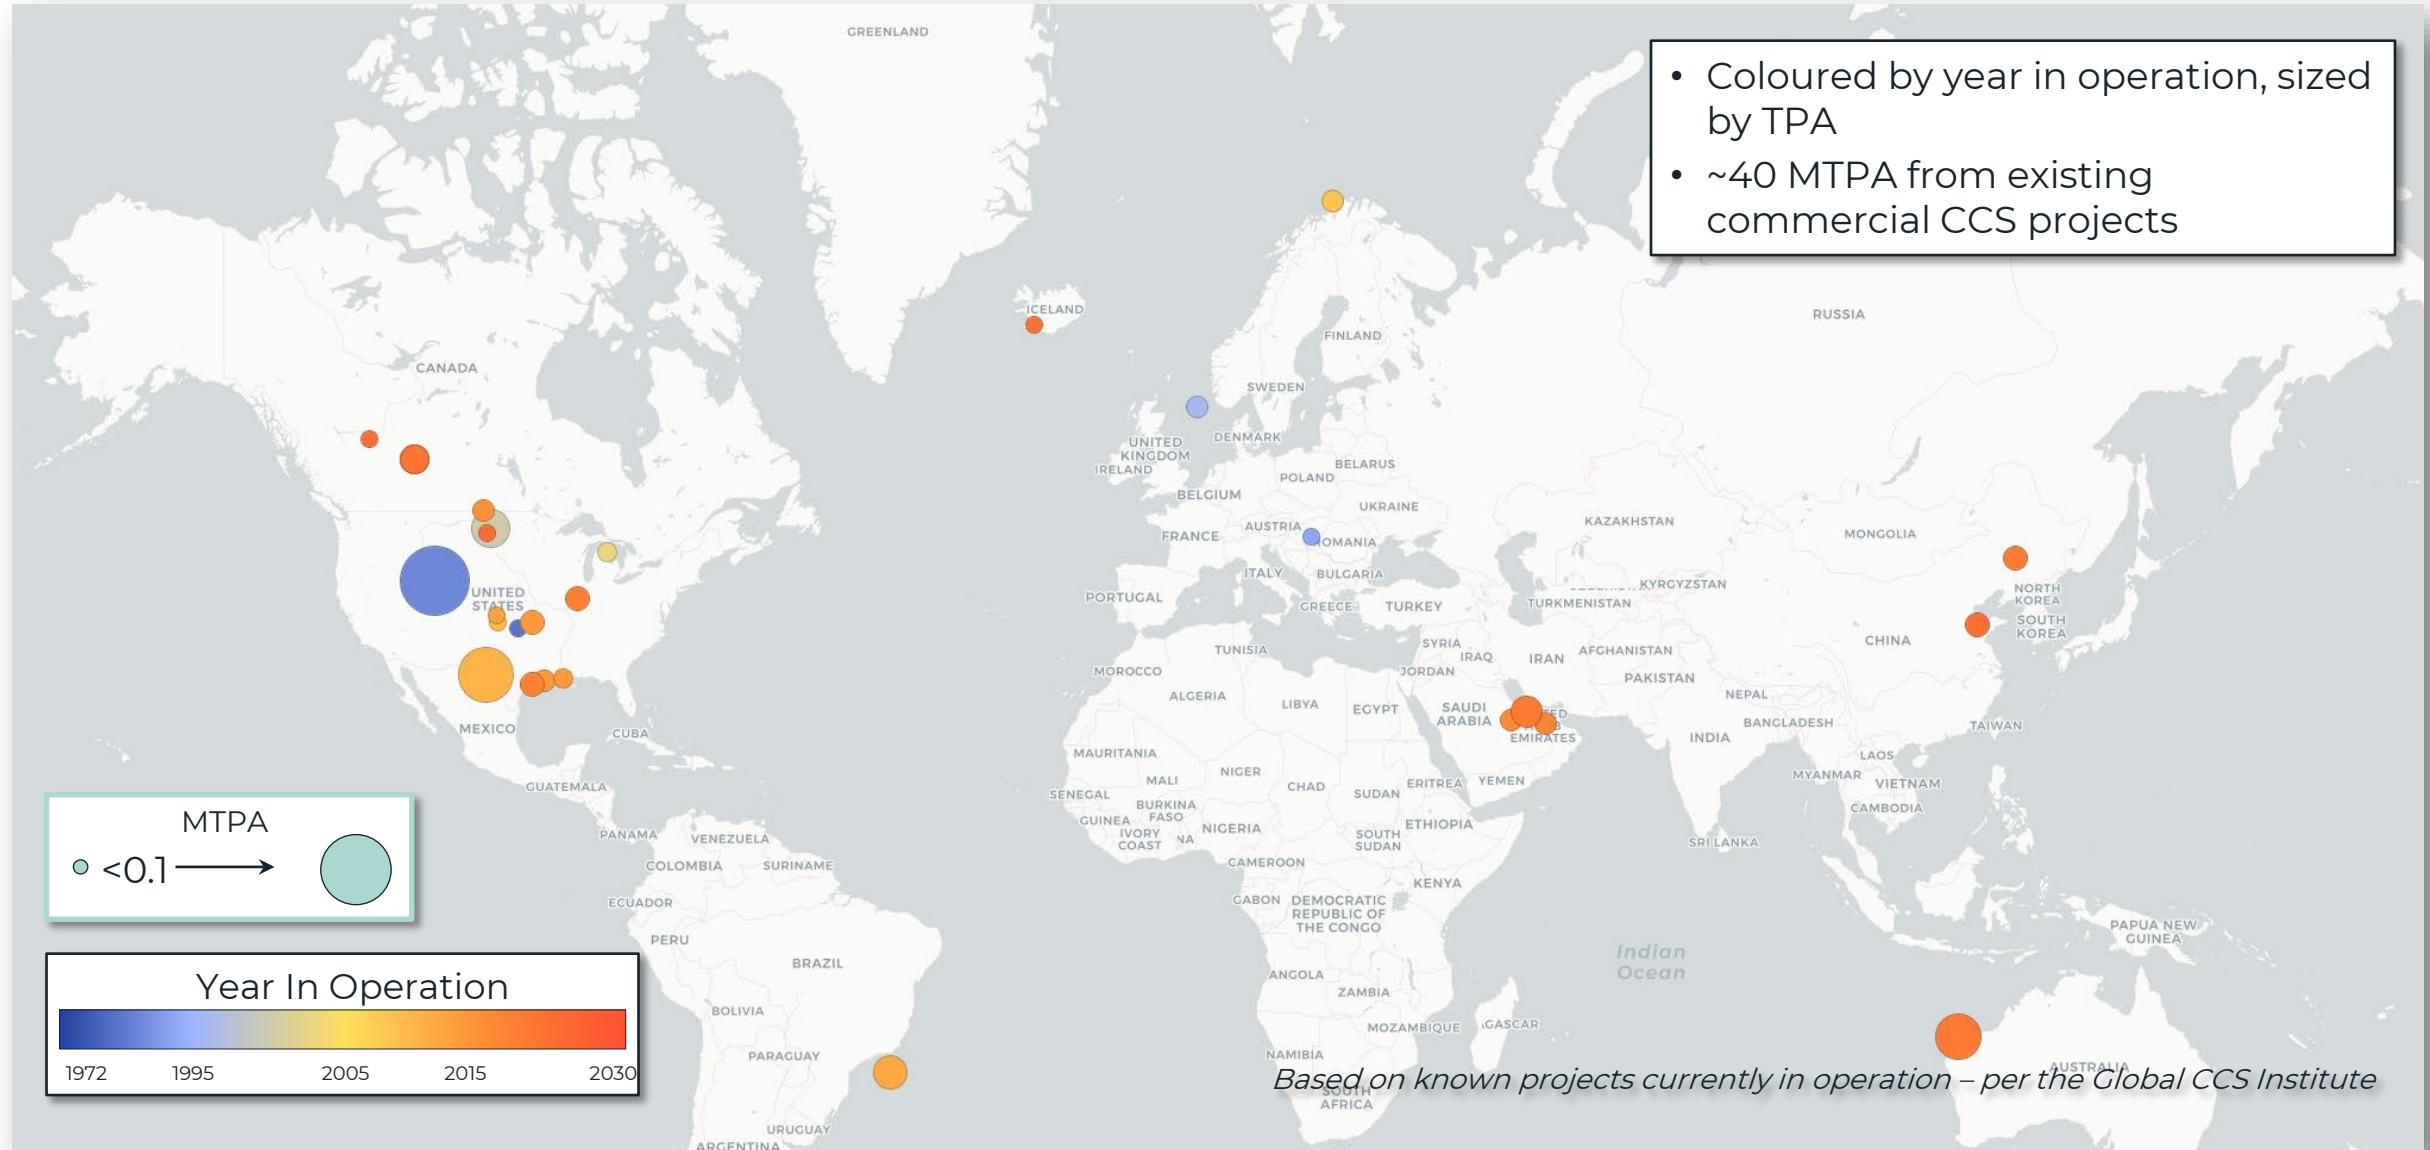 GREENLAND
• Coloured by year in operation, sized
by TPA
• ~40 MTPA from existing
commercial CCS projects
ICELAND
RUSSIA
FINLAND
CANADA
SWEDEN
UNITED
KINGDOM
DENMARK
IRELAND
BELARUS
POLAND
BELGIUM
UKRAINE
KAZAKHSTAN
AUSTRIA
FRANCE
OMANIA
MONGOLIA
ITALY
BULGARIA
KYRGYZSTAN
UNITED
STATES
PORTUGAL
GREECE
TURKEY
TURKMENISTAN
NORTH
KOREA
SOUTH
KOREA
CHINA
SYRIA
IRAQ
IRAN
AFGHANISTAN
TUNISIA
MOROCCO
JORDAN
PAKISTAN
NEPAL
ALGERIA
LIBYA
EGYPT
SAUDI
ARABIA
TED
B
EMIRATES
BANGLADESH
TAIWAN
INDIA
MEXICO
CUBA
MAURITANIA
LAOS
MYANMAR
VIETNAM
MALI
NIGER
CHAD
SUDAN
ERITREA
YEMEN
GUATEMALA
SENEGAL
BURKINA
FASO
CAMBODIA
GUINEA
IVORY
COAST
NA
NIGERIA
SOUTH
SUDAN
ETHIOPIA
SRI LANKA
PANAMA
VENEZUELA
COLOMBIA
SURINAME
CAMEROON
MTPA
<0.1
KENYA
ECUADOR
GABON
DEMOCRATIC
REPUBLIC OF
THE CONGO
PAPUA NEW
GUINEA
PERU
BRAZIL
Indian
Ocean
ANGOLA
ZAMBIA
BOLIVIA
MOZAMBIQUE
GASCAR
Year In Operation
1972 1995 2005 2015 2030
PARAGUAY
NAMIBIA
AUSTRALIA
Based on known projects currently in operation – per the Global CCS Institute
SOUTH
AFRICA
URUGUAY
ARGENTINA